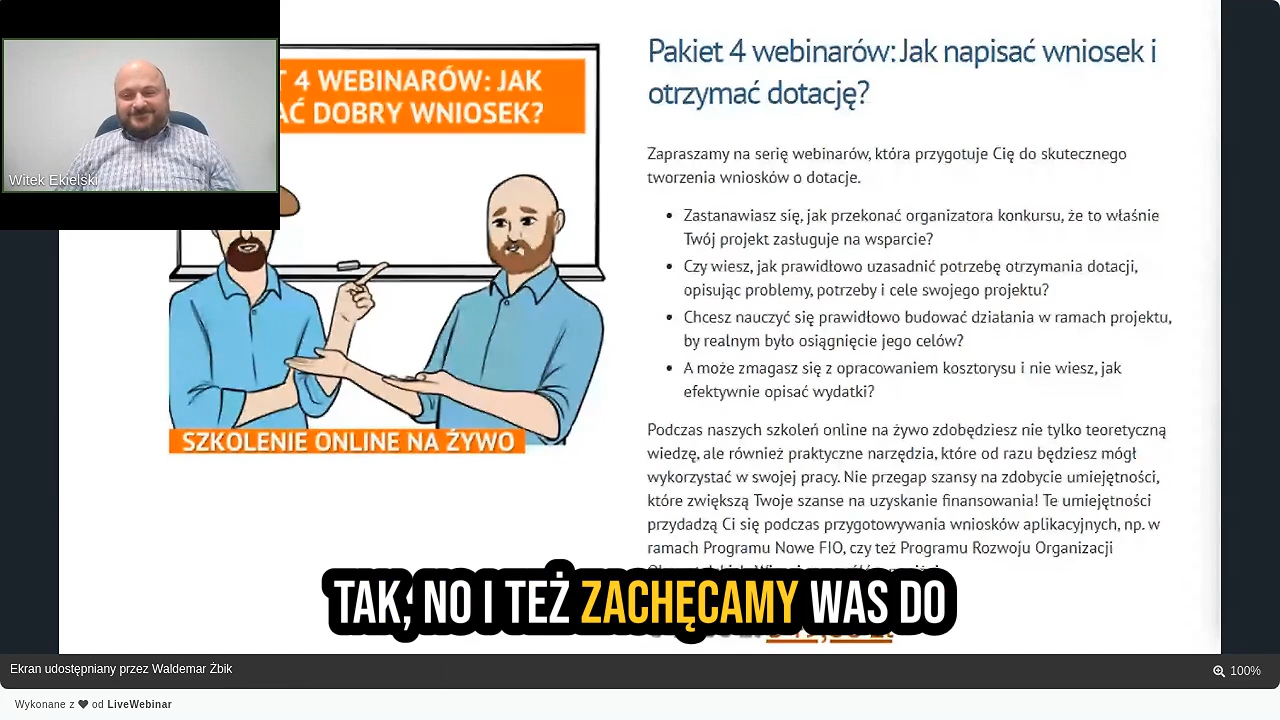 Witek Ekielski
4 WEBINARÓW: JAK
DOBRY WNIOSEK?
SZKOLENIE ONLINE NA ŻYWO
Pakiet 4 webinarów: Jak napisać wniosek i
otrzymać dotację?
Zapraszamy na serię webinarów, która przygotuje Cię do skutecznego
tworzenia wniosków o dotacje.
Zastanawiasz się, jak przekonać organizatora konkursu, że to właśnie
Twój projekt zasługuje na wsparcie?
Czy wiesz, jak prawidłowo uzasadnić potrzebę otrzymania dotacji,
opisując problemy, potrzeby i cele swojego projektu?
Chcesz nauczyć się prawidłowo budować działania w ramach projektu,
by realnym było osiągnięcie jego celów?
A może zmagasz się z opracowaniem kosztorysu i nie wiesz, jak
efektywnie opisać wydatki?
Podczas naszych szkoleń online na żywo zdobędziesz nie tylko teoretyczną
wiedzę, ale również praktyczne narzędzia, które od razu będziesz mógł
wykorzystać w swojej pracy. Nie przegap szansy na zdobycie umiejętności,
które zwiększą Twoje szanse na uzyskanie finansowania! Te umiejętności
przydadzą Ci się podczas przygotowywania wniosków aplikacyjnych, np. w
ramach Programu Nowe FIO, czy też Programu Rozwoju Organizacji
TAK, NO I TEŻ ZACHĘCAMY WAS DO
Ekran udostępniany przez Waldemar Żbik
100%
Wykonane z ♥ od LiveWebinar